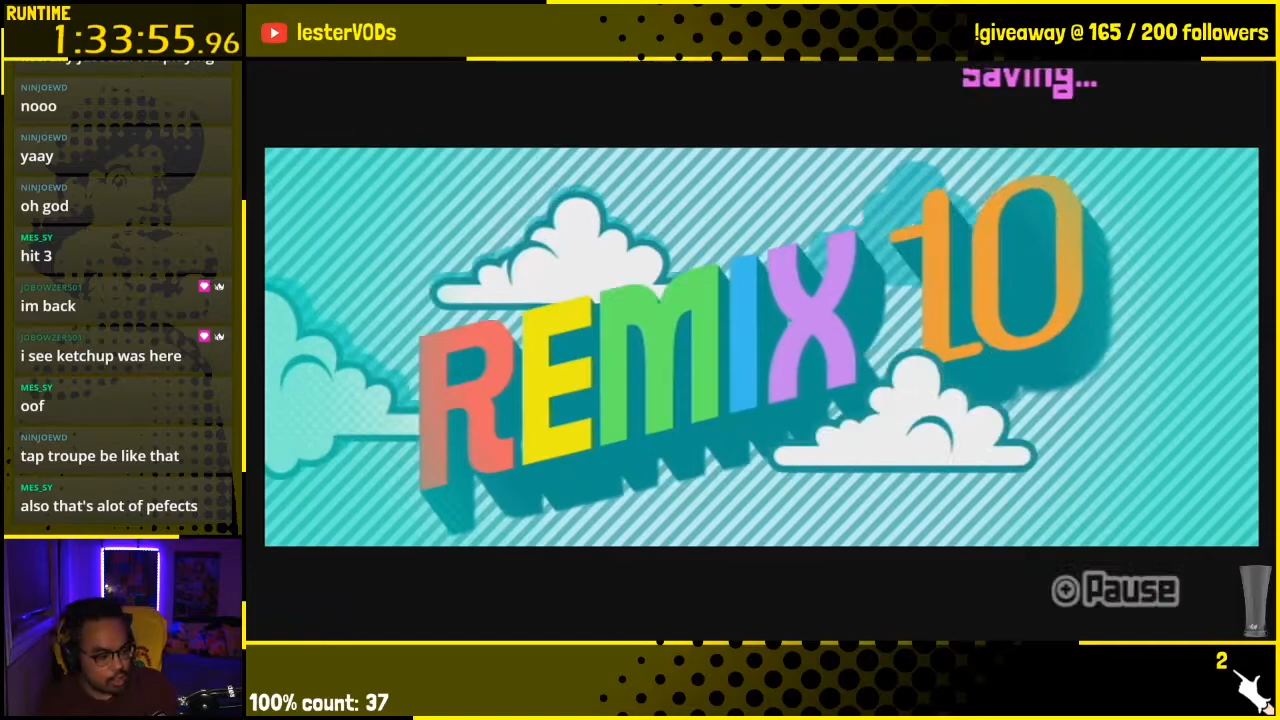 RUNTIME
1:33:55.96
lesterVODs
!giveaway @ 165 / 200 followers
NINJOEWD
nooo
NINJOEWD
yaay
NINJOEWD
oh god
MES_SY
hit 3
JOBOWZERS01
im back
JOBOWZERS01
i see ketchup was here
MES_SY
oof
NINJOEWD
tap troupe be like that
MES_SY
also that's alot of pefects
Saving...
REMIX 10
Pause
100% count: 37
2